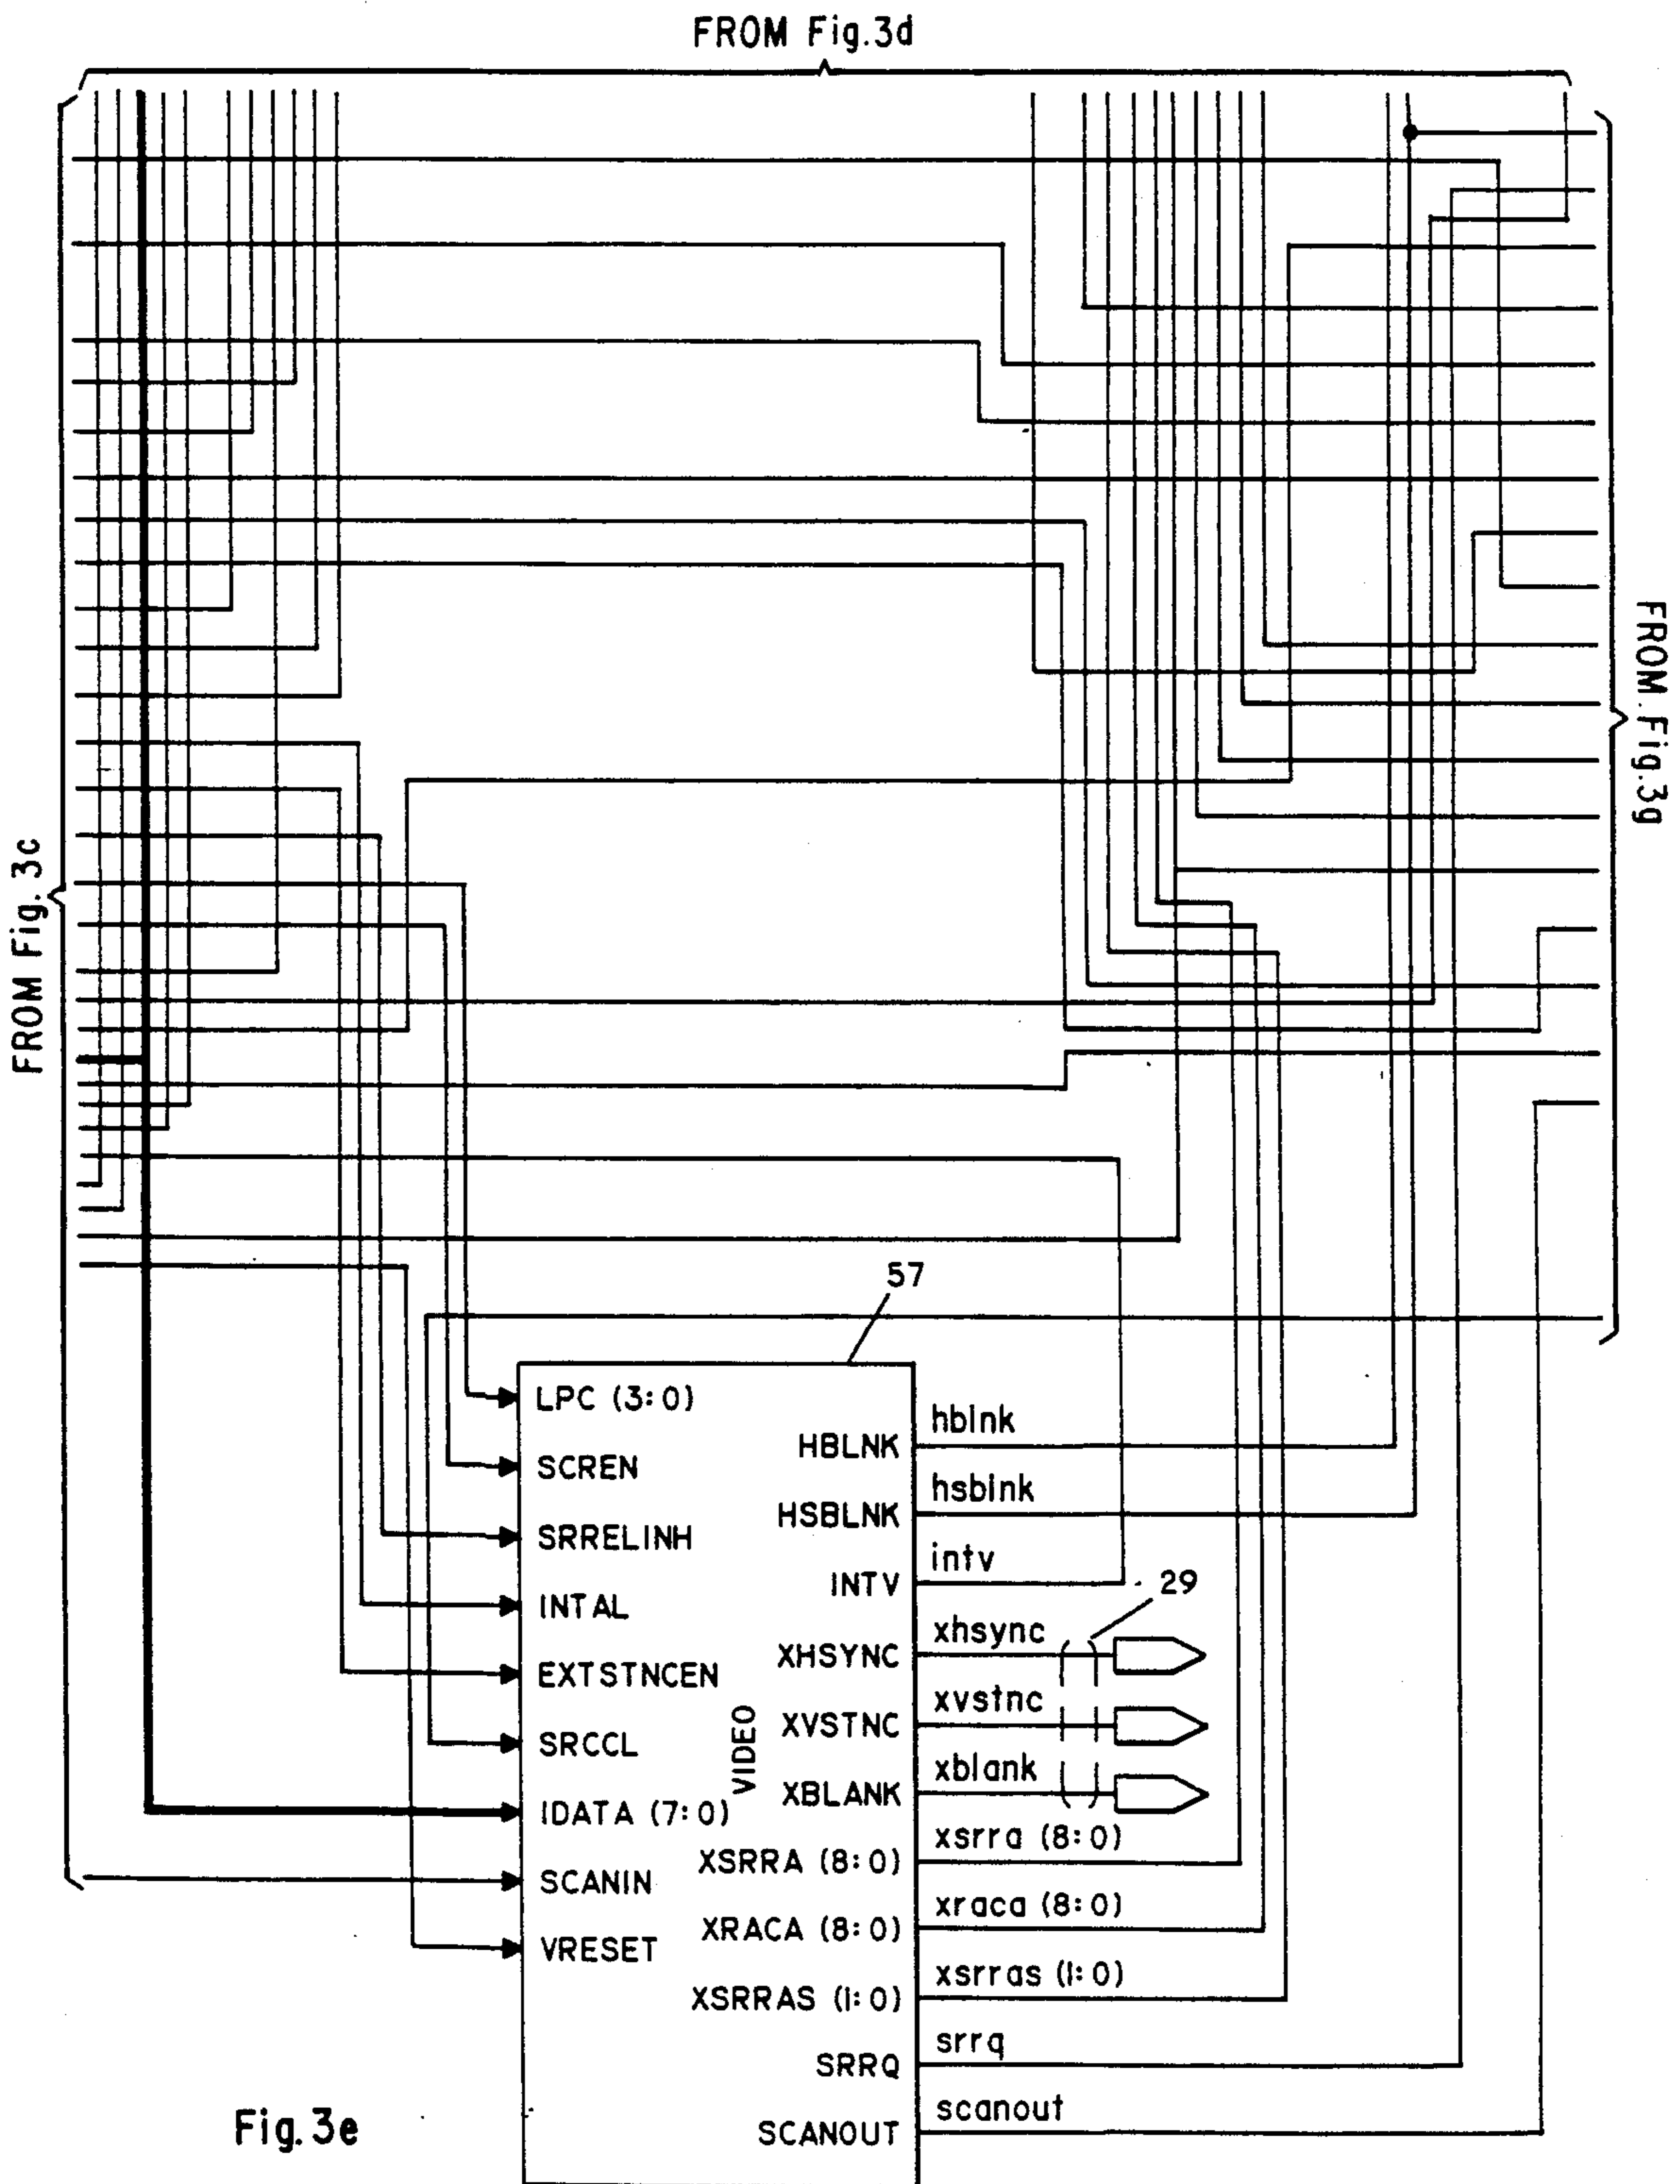 FROM Fig.3d
FROM Fig. 3c
FROM. Fig.3g
57
LPC (3:0)
SCREN
SRRELINH
INTAL
EXTSTNCEN
SRCCL
IDATA (7:0)
SCANIN
VRESET
VIDEO
HBLNK
hblnk
HSBLNK
hsblnk
INTV
intv
29
XHSYNC
xhsync
XVSTNC
xvstnc
XBLANK
xblank
XSRRA (8:0)
xsrra (8:0)
XRACA (8:0)
xraca (8:0)
XSRRAS (1:0)
xsrras (1:0)
SRRQ
srrq
SCANOUT
scanout
Fig.3e